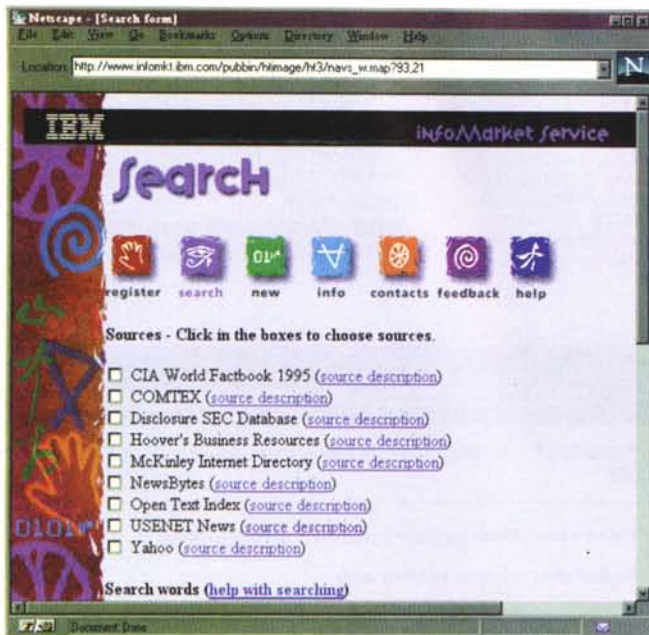 Netscape - [Search form]
File Edit View Go Bookmarks Options Directory Window Help
Location: http://www.infomkt.ibm.com/pubbin/htimage/ht3/navs_w.map?93,21
N
IBM
infoMarket Service
Search
register search new info contacts feedback help
Sources - Click in the boxes to choose sources.
CIA World Factbook 1995 (source description)
COMTEX (source description)
Disclosure SEC Database (source description)
Hoover's Business Resources (source description)
McKinley Internet Directory (source description)
NewsBytes (source description)
Open Text Index (source description)
USENET News (source description)
Yahoo (source description)
Search words (help with searching)
Document: Done